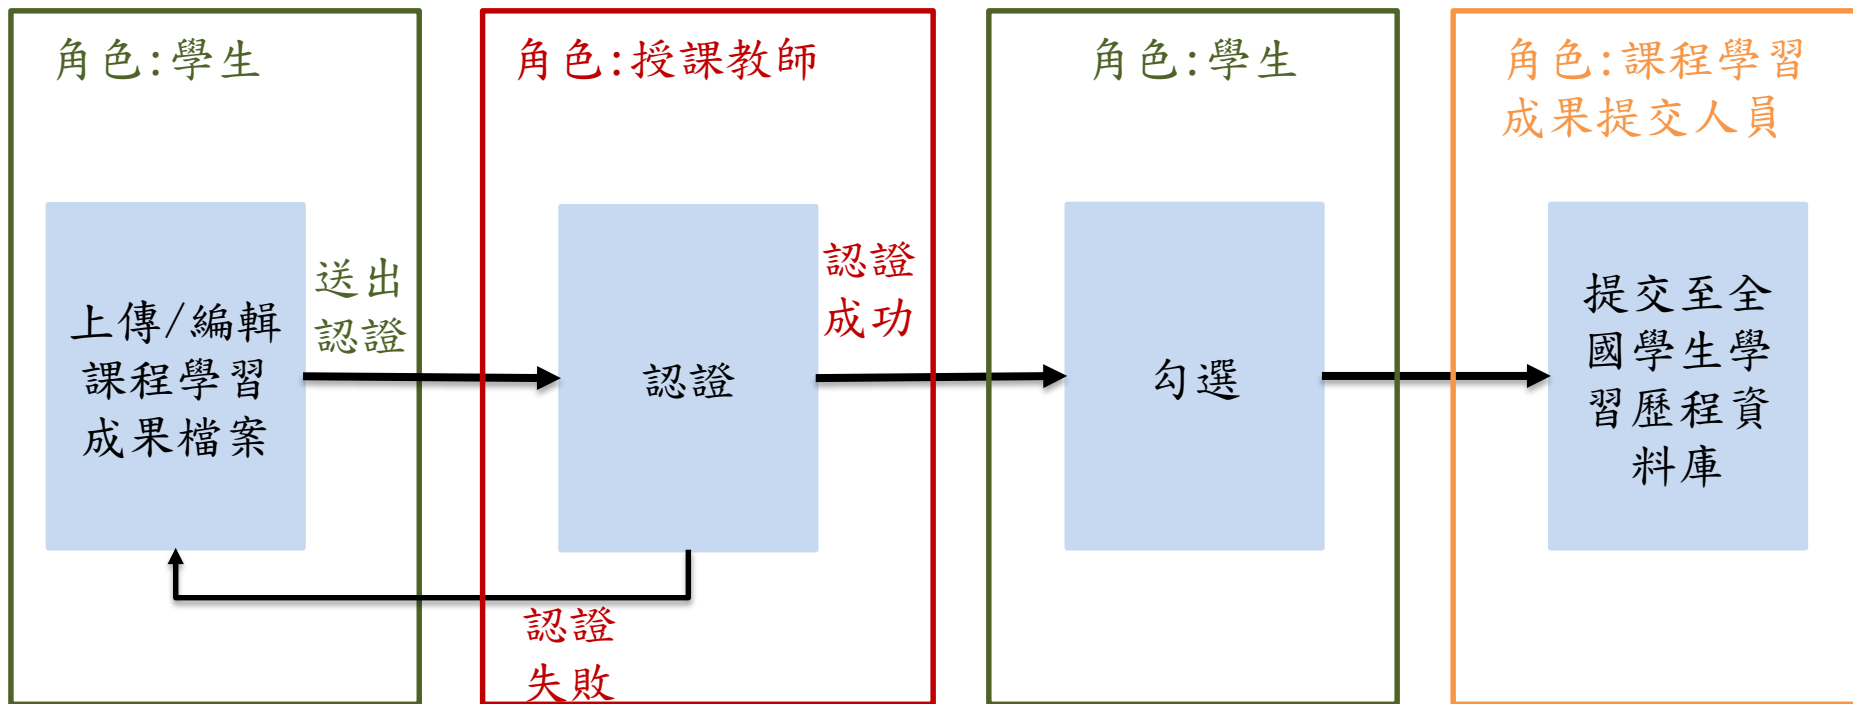 角色:學生
上傳/編輯
課程學習
成果檔案
送出
認證
角色:授課教師
認證
認證
成功
認證
失敗
角色:學生
勾選
角色:課程學習
成果提交人員
提交至全
國學生學
習歷程資
料庫